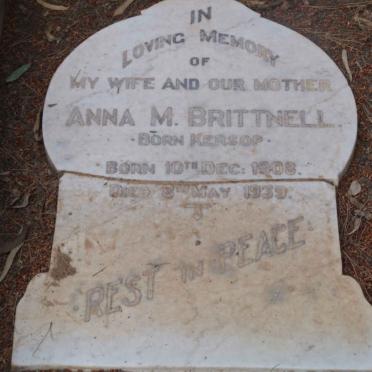 IN
LOVING MEMORY
OF
MY WIFE AND OUR MOTHER
ANNA M. BRITTNELL
BORN KERSOP
BORN 10TH DEC: 1908
DIED 8TH MAY 1939
REST IN PEACE